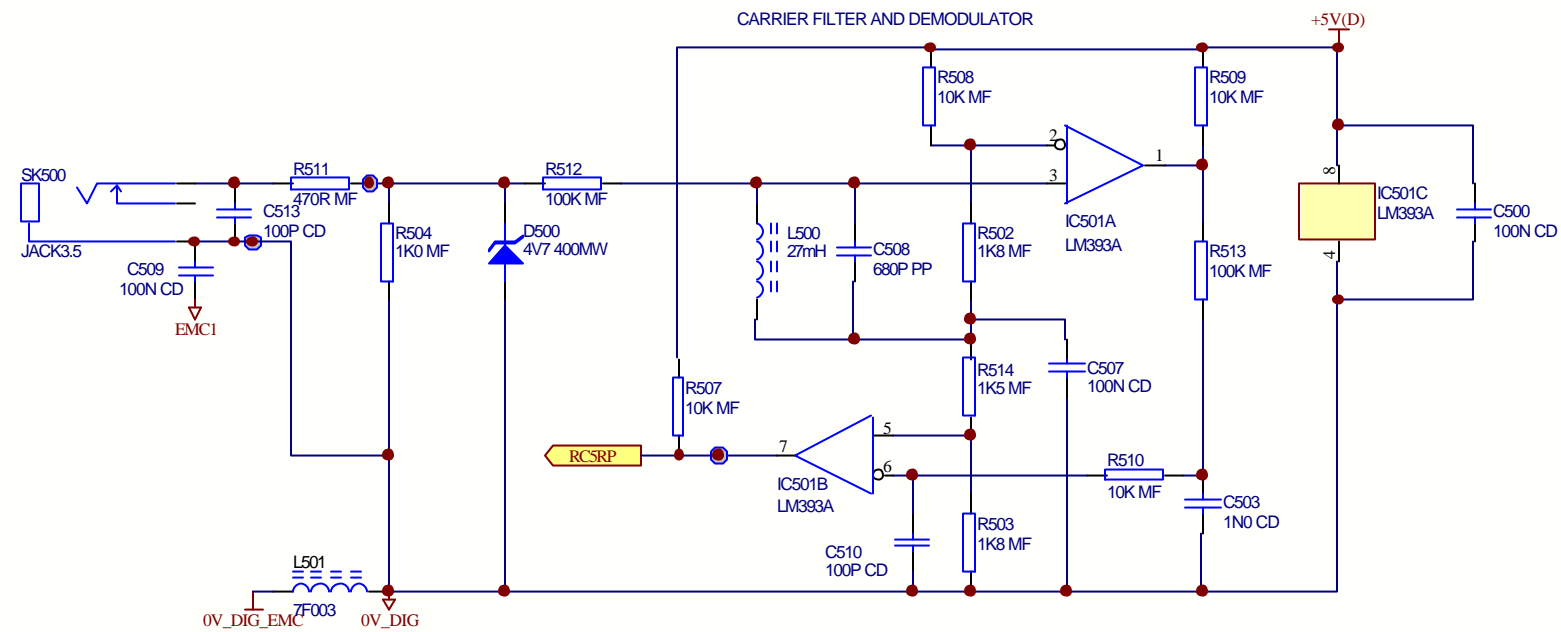 CARRIER FILTER AND DEMODULATOR
+5V(D)
R508
10K MF
R509
10K MF
2
3
1
8
4
IC501A
LM393A
IC501C
LM393A
C500
100N CD
SK500
JACK3.5
R511
470R MF
C513
100P CD
C509
100N CD
EMC1
R504
1K0 MF
D500
4V7 400MW
R512
100K MF
L500
27mH
C508
680P PP
R502
1K8 MF
R513
100K MF
R514
1K5 MF
C507
100N CD
R507
10K MF
RC5RP
7
5
6
IC501B
LM393A
R510
10K MF
C503
1N0 CD
C510
100P CD
R503
1K8 MF
L501
7F003
0V_DIG_EMC
0V_DIG